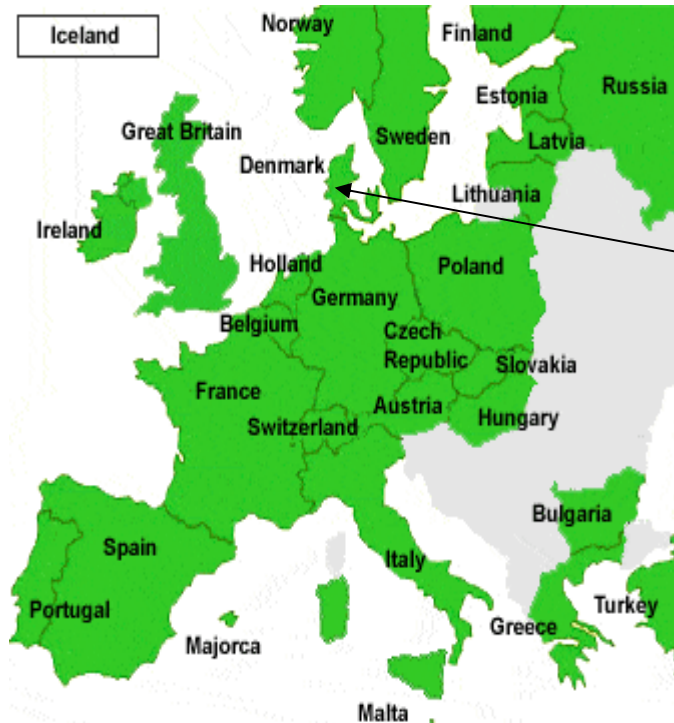 Iceland
Norway
Finland
Russia
Estonia
Great Britain
Sweden
Latvia
Denmark
Lithuania
Ireland
Holland
Poland
Germany
Belgium
Czech
Republic
Slovakia
France
Austria
Hungary
Switzerland
Bulgaria
Spain
Italy
Portugal
Turkey
Greece
Majorca
Malta